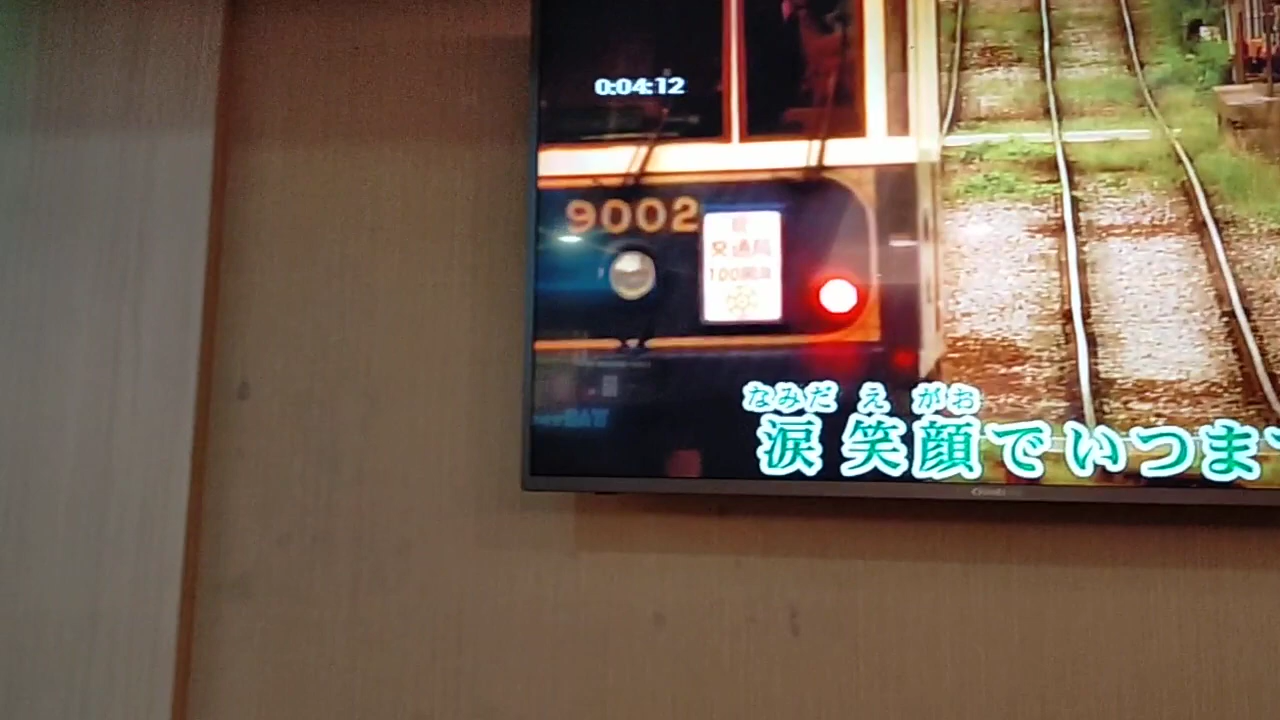 0:04:12
9002
交通局
100周年
なみだ え がお
涙 笑顔でいつま